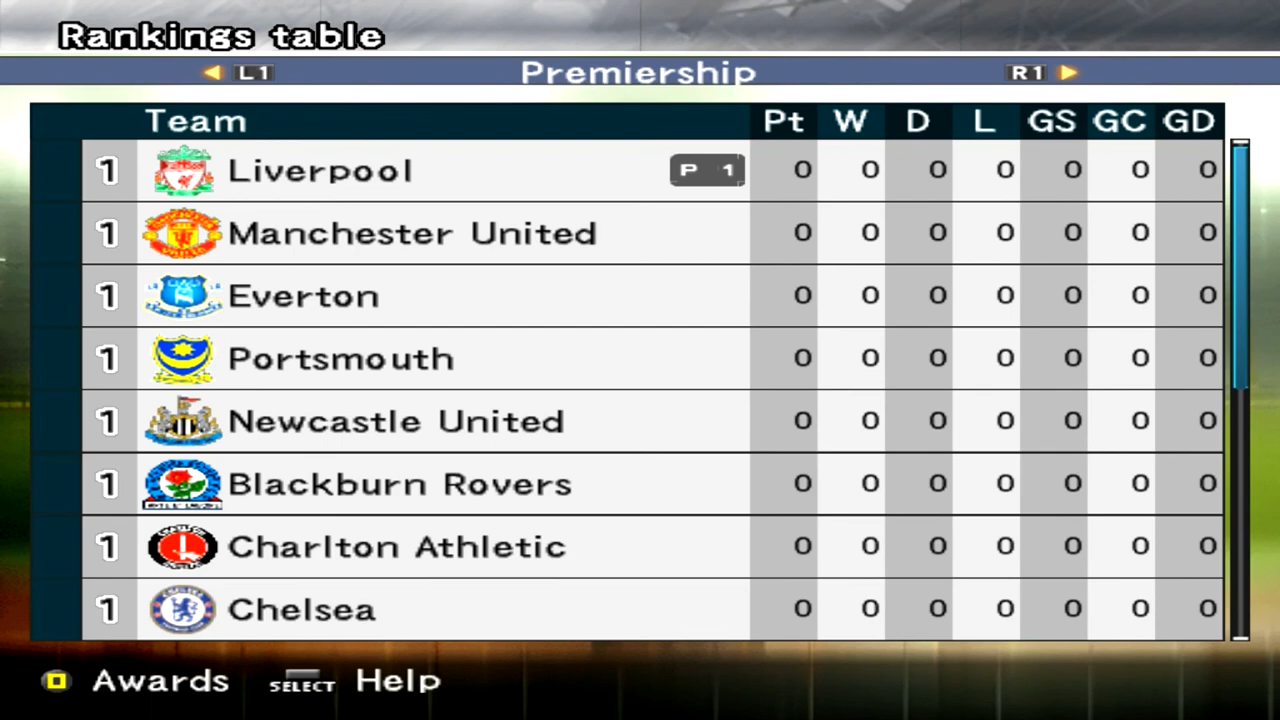 Rankings table
L1 Premiership R1
Team Pt W D L GS GC GD
1 Liverpool P 1 0 0 0 0 0 0 0
1 Manchester United 0 0 0 0 0 0 0
1 Everton 0 0 0 0 0 0 0
1 Portsmouth 0 0 0 0 0 0 0
1 Newcastle United 0 0 0 0 0 0 0
1 Blackburn Rovers 0 0 0 0 0 0 0
1 Charlton Athletic 0 0 0 0 0 0 0
1 Chelsea 0 0 0 0 0 0 0
Awards SELECT Help